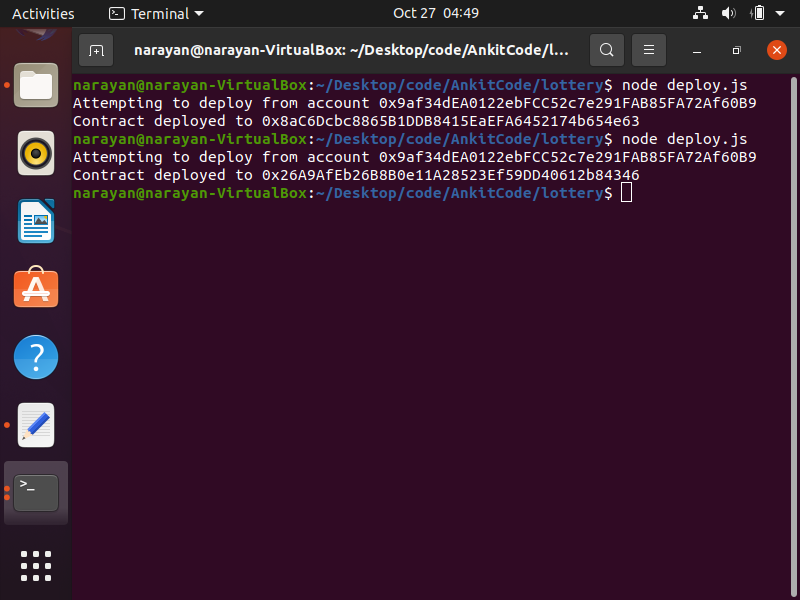 Activities Terminal Oct 27 04:49
narayan@narayan-VirtualBox: ~/Desktop/code/AnkitCode/l...
narayan@narayan-VirtualBox:~/Desktop/code/AnkitCode/lottery$ node deploy.js
Attempting to deploy from account 0x9af34dEA0122ebFCC52c7e291FAB85FA72Af60B9
Contract deployed to 0x8aC6Dcbc8865B1DDB8415EaEFA6452174b654e63
narayan@narayan-VirtualBox:~/Desktop/code/AnkitCode/lottery$ node deploy.js
Attempting to deploy from account 0x9af34dEA0122ebFCC52c7e291FAB85FA72Af60B9
Contract deployed to 0x26A9AfEb26B8B0e11A28523Ef59DD40612b84346
narayan@narayan-VirtualBox:~/Desktop/code/AnkitCode/lottery$